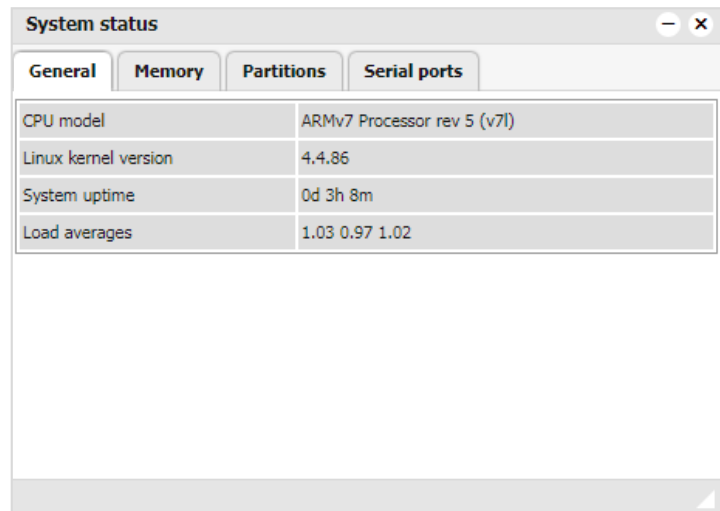 System status
General Memory Partitions Serial ports
CPU model ARMv7 Processor rev 5 (v7l)
Linux kernel version 4.4.86
System uptime 0d 3h 8m
Load averages 1.03 0.97 1.02